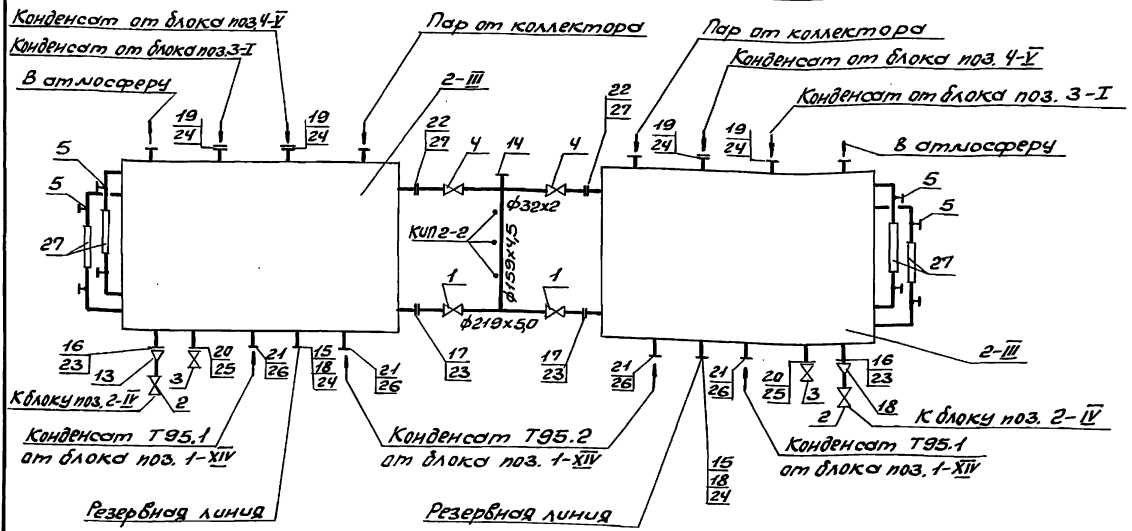 Конденсат от блока поз. 4-V
Конденсат от блока поз. 3-I
В атмосферу
Пар от коллектора
2-III
Пар от коллектора
Конденсат от блока поз. 4-V
Конденсат от блока поз. 3-I
В атмосферу
19
24
19
24
22
27
4
14
4
22
27
19
24
19
24
5
5
5
5
ф32х2
КИП 2-2
ф159х4,5
27
27
1
1
ф219х5,0
16
23
13
2
20
25
3
21
26
15
18
24
21
26
17
23
17
23
21
26
21
26
20
25
3
16
23
18
2
2-III
К блоку поз. 2-IV
К блоку поз. 2-IV
Конденсат Т95.1
от блока поз. 1-XIV
Конденсат Т95.2
от блока поз. 1-XIV
Конденсат Т95.1
от блока поз. 1-XIV
15
18
24
Резервная линия
Резервная линия